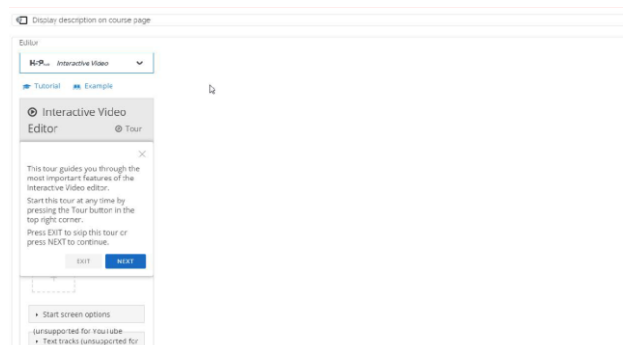 Display description on course page
Editor
H-P... Interactive Video
Tutorial
Example
Interactive Video
Editor
Tour
This tour guides you through the
most important features of the
Interactive Video editor.
Start this tour at any time by
pressing the Tour button in the
top right corner.
Press EXIT to skip this tour or
press NEXT to continue.
EXIT
NEXT
Start screen options
(unsupported for YouTube
Text tracks (unsupported for